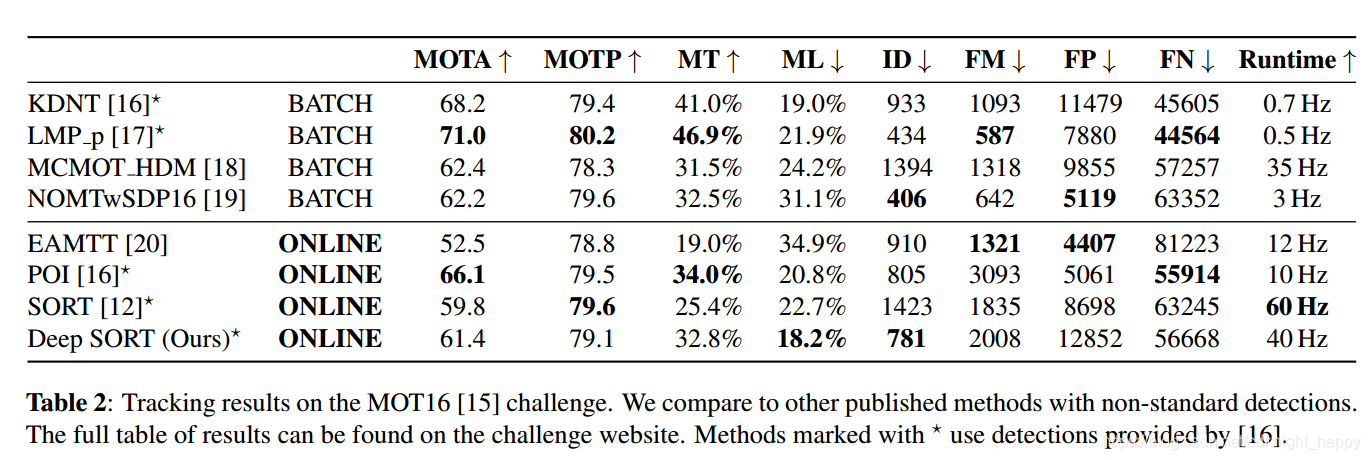 MOTA ↑ MOTP ↑ MT ↑ ML ↓ ID ↓ FM ↓ FP ↓ FN ↓ Runtime ↑
KDNT [16]* BATCH 68.2 79.4 41.0% 19.0% 933 1093 11479 45605 0.7 Hz
LMP_p [17]* BATCH 71.0 80.2 46.9% 21.9% 434 587 7880 44564 0.5 Hz
MCMOT_HDM [18] BATCH 62.4 78.3 31.5% 24.2% 1394 1318 9855 57257 35 Hz
NOMTwSDP16 [19] BATCH 62.2 79.6 32.5% 31.1% 406 642 5119 63352 3 Hz
EAMTT [20] ONLINE 52.5 78.8 19.0% 34.9% 910 1321 4407 81223 12 Hz
POI [16]* ONLINE 66.1 79.5 34.0% 20.8% 805 3093 5061 55914 10 Hz
SORT [12]* ONLINE 59.8 79.6 25.4% 22.7% 1423 1835 8698 63245 60 Hz
Deep SORT (Ours)* ONLINE 61.4 79.1 32.8% 18.2% 781 2008 12852 56668 40 Hz
Table 2: Tracking results on the MOT16 [15] challenge. We compare to other published methods with non-standard detections.
The full table of results can be found on the challenge website. Methods marked with * use detections provided by [16].